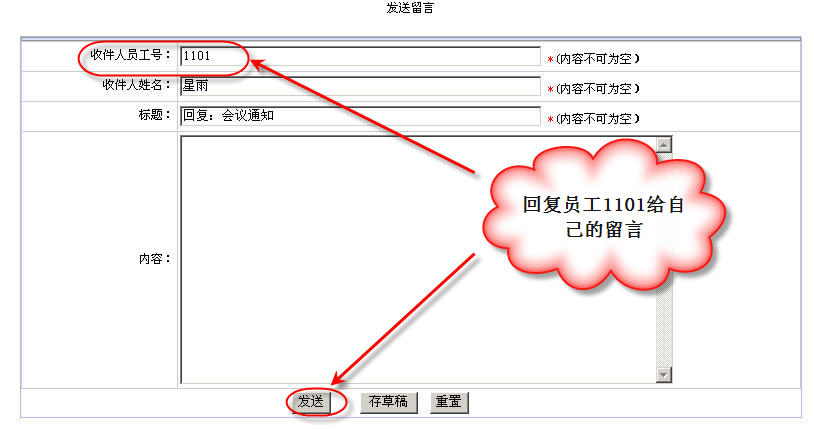 发送留言
收件人员工号： 1101 *(内容不可为空)
收件人姓名： 星雨 *(内容不可为空)
标题： 回复：会议通知 *(内容不可为空)
回复员工1101给自
己的留言
内容：
发送 存草稿 重置